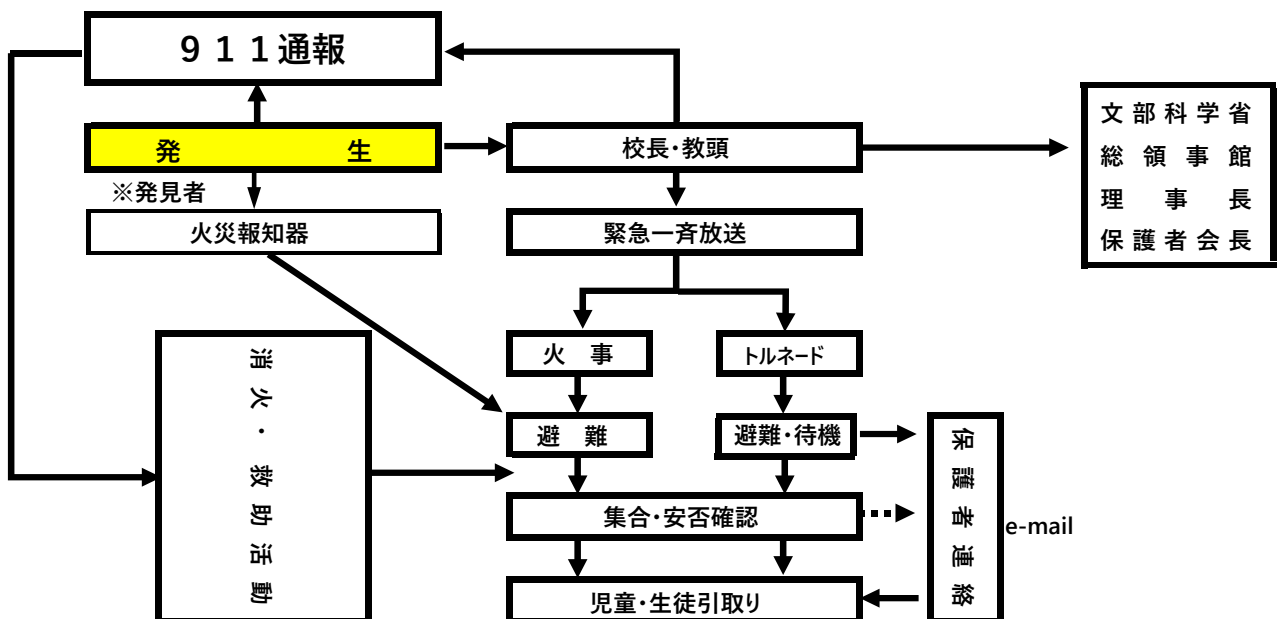 ９１１通報
発生
※発見者
火災報知器
校長・教頭
緊急一斉放送
文部科学省
総領事館
理事長
保護者会長
火事
トルネード
避難
避難・待機
消火・救助活動
集合・安否確認
児童・生徒引取り
保護者連絡
e-mail